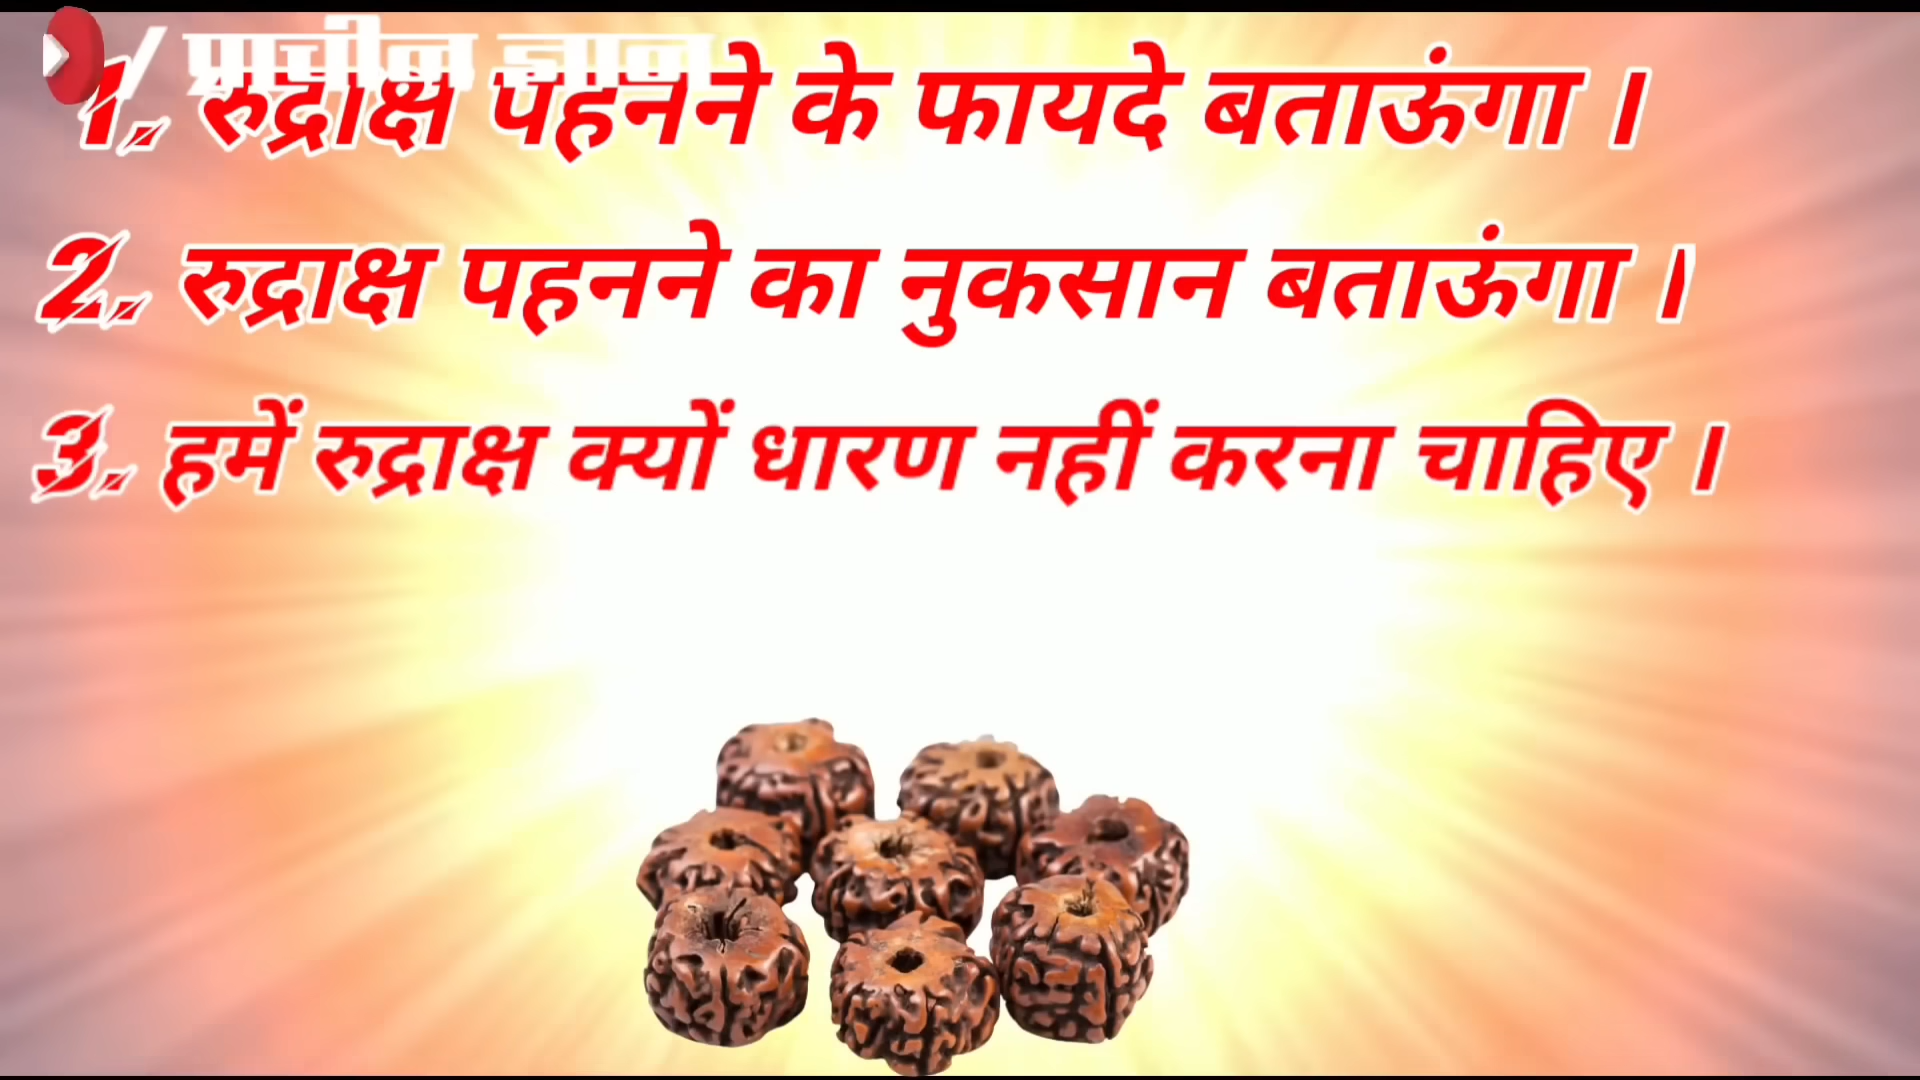 / प्राचीन ज्ञान
1. रुद्राक्ष पहनने के फायदे बताऊंगा ।
2. रुद्राक्ष पहनने का नुकसान बताऊंगा ।
3. हमें रुद्राक्ष क्यों धारण नहीं करना चाहिए ।